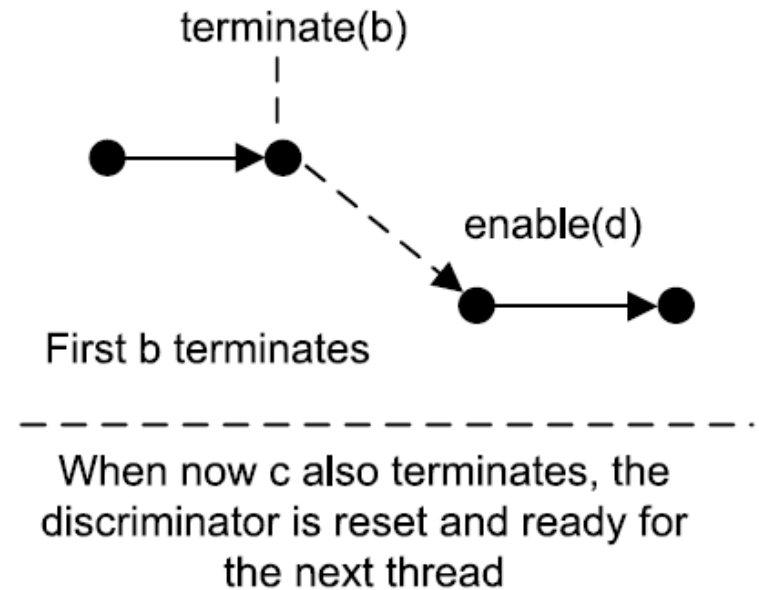 terminate(b)
enable(d)
First b terminates
When now c also terminates, the
discriminator is reset and ready for
the next thread